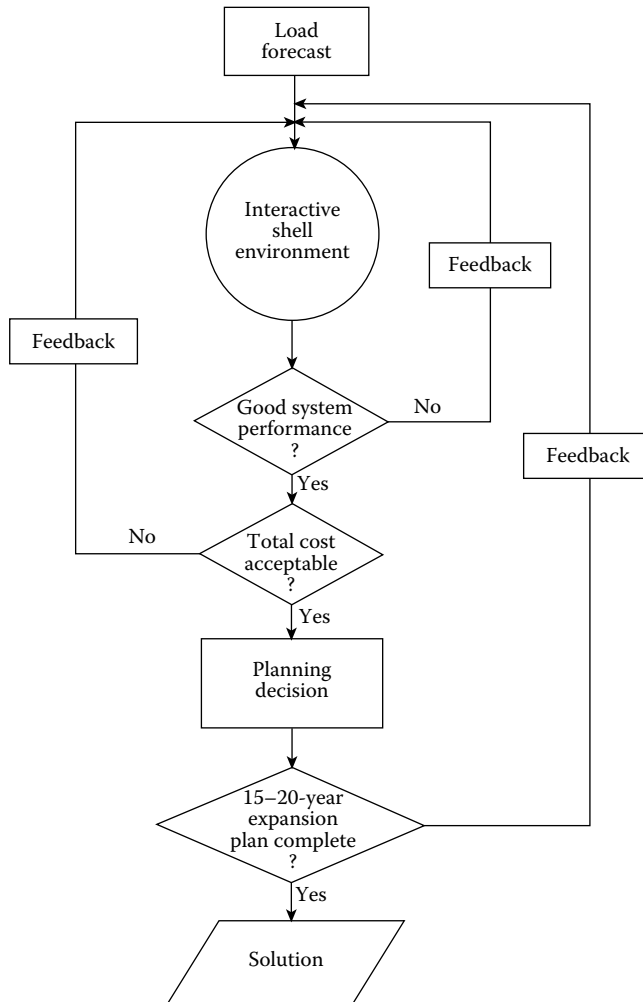 Load
forecast
Interactive
shell
environment
Feedback
Feedback
Good system
performance
?
No
Yes
Feedback
No
Total cost
acceptable
?
Yes
Planning
decision
15–20-year
expansion
plan complete
?
Yes
Solution